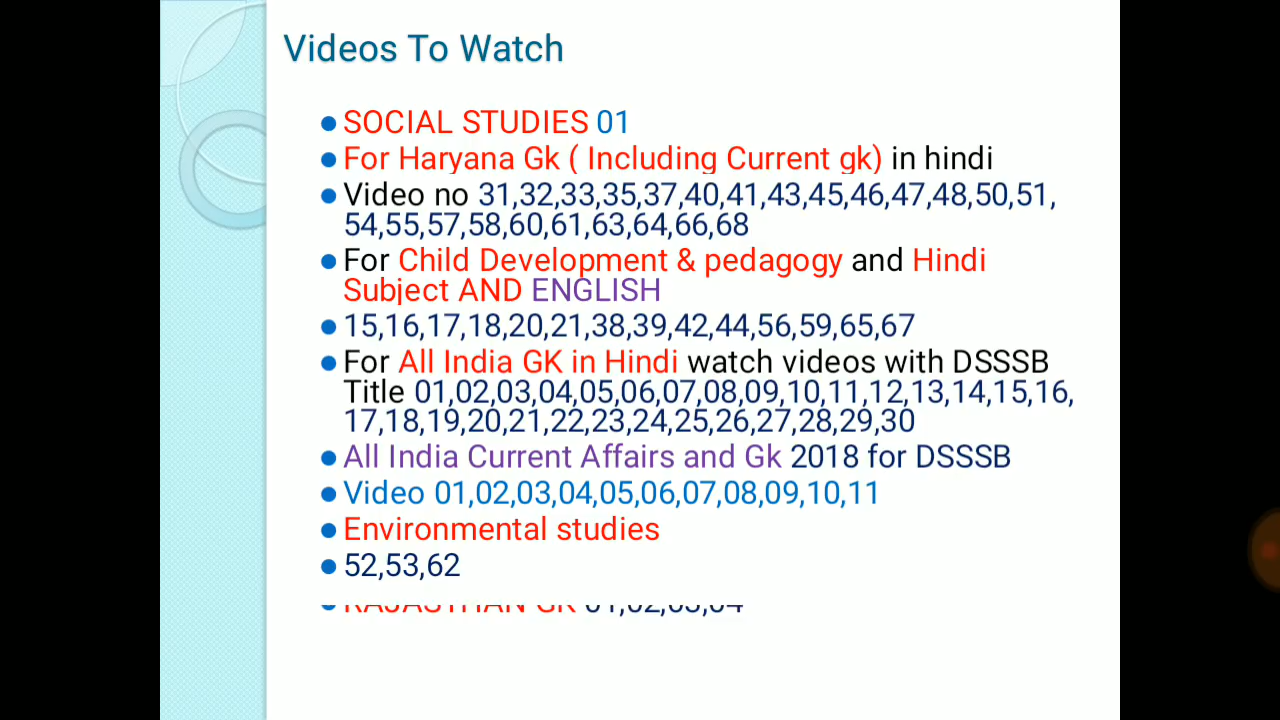 Videos To Watch
SOCIAL STUDIES 01
For Haryana Gk ( Including Current gk) in hindi
Video no 31,32,33,35,37,40,41,43,45,46,47,48,50,51,
54,55,57,58,60,61,63,64,66,68
For Child Development & pedagogy and Hindi
Subject AND ENGLISH
15,16,17,18,20,21,38,39,42,44,56,59,65,67
For All India GK in Hindi watch videos with DSSSB
Title 01,02,03,04,05,06,07,08,09,10,11,12,13,14,15,16,
17,18,19,20,21,22,23,24,25,26,27,28,29,30
All India Current Affairs and Gk 2018 for DSSSB
Video 01,02,03,04,05,06,07,08,09,10,11
Environmental studies
52,53,62
RAJASTHAN GK 01,02,03,04